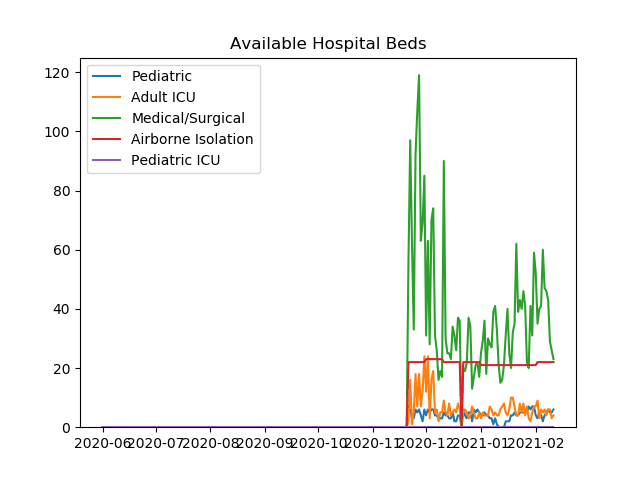 Available Hospital Beds
Pediatric
Adult ICU
Medical/Surgical
Airborne Isolation
Pediatric ICU
120
100
80
60
40
20
0
2020-06 2020-07 2020-08 2020-09 2020-10 2020-11 2020-12 2021-01 2021-02